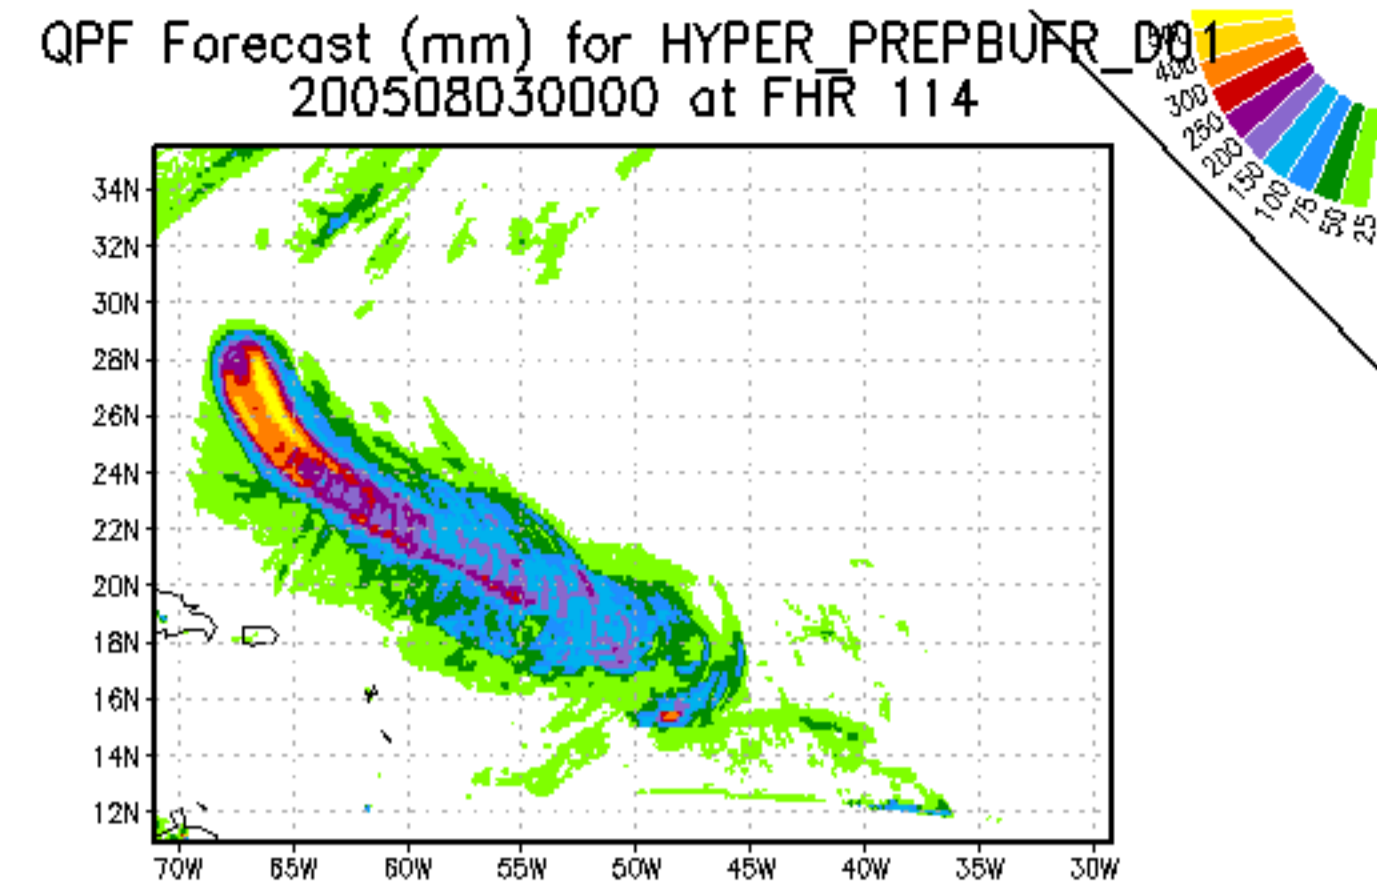 QPF Forecast (mm) for HYPER_PREPBUFR_D01
200508030000 at FHR 114
400
300
250
200
150
100
75
50
25
34N
32N
30N
28N
26N
24N
22N
20N
18N
16N
14N
12N
70W 65W 60W 55W 50W 45W 40W 35W 30W